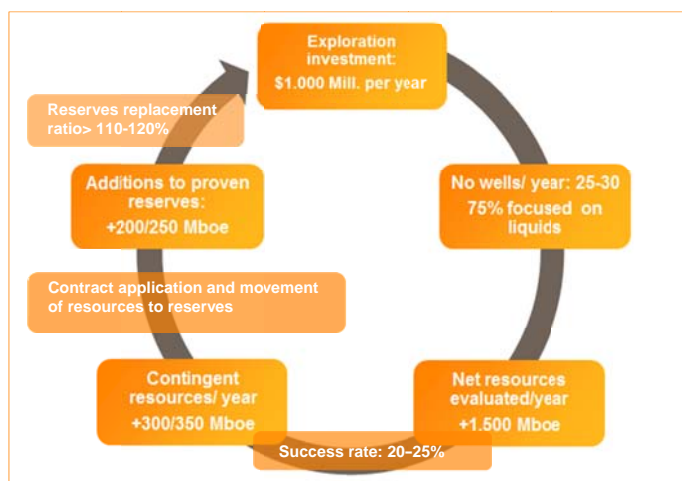 Exploration
investment:
$1.000 Mill. per year
No wells/ year: 25-30
75% focused on
liquids
Net resources
evaluated/year
+1.500 Mboe
Success rate: 20–25%
Contingent
resources/ year
+300/350 Mboe
Contract application and movement
of resources to reserves
Additions to proven
reserves:
+200/250 Mboe
Reserves replacement
ratio> 110-120%